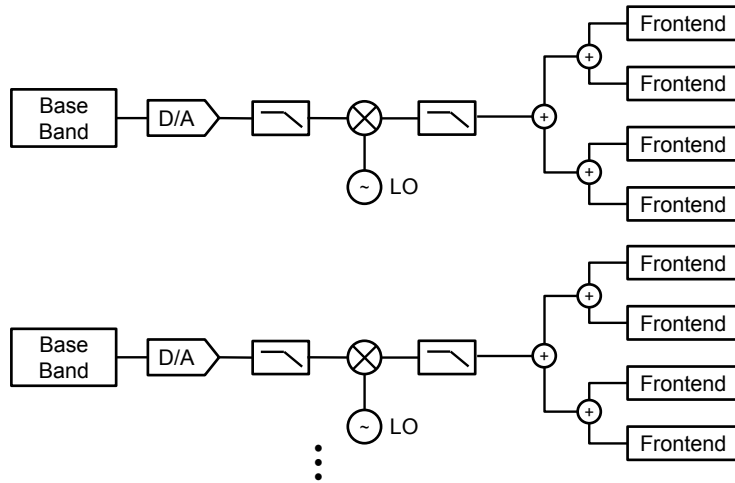 Frontend
+
Frontend
Base
Band
D/A
+
~ LO
Frontend
+
Frontend
Frontend
+
Frontend
Base
Band
D/A
+
~ LO
Frontend
+
Frontend